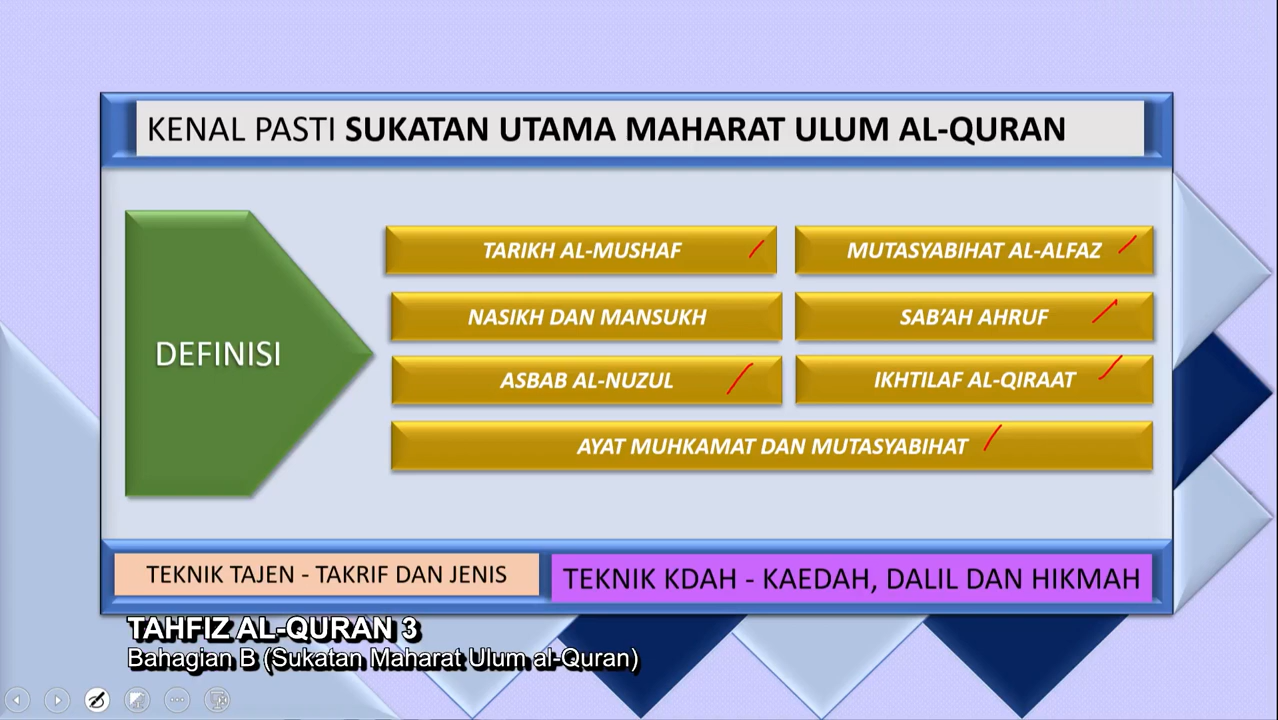 KENAL PASTI SUKATAN UTAMA MAHARAT ULUM AL-QURAN
DEFINISI
TARIKH AL-MUSHAF
MUTASYABIHAT AL-ALFAZ
NASIKH DAN MANSUKH
SAB'AH AHRUF
ASBAB AL-NUZUL
IKHTILAF AL-QIRAAT
AYAT MUHKAMAT DAN MUTASYABIHAT
TEKNIK TAJEN - TAKRIF DAN JENIS
TEKNIK KDAH - KAEDAH, DALIL DAN HIKMAH
TAHFIZ AL-QURAN 3
Bahagian B (Sukatan Maharat Ulum al-Quran)